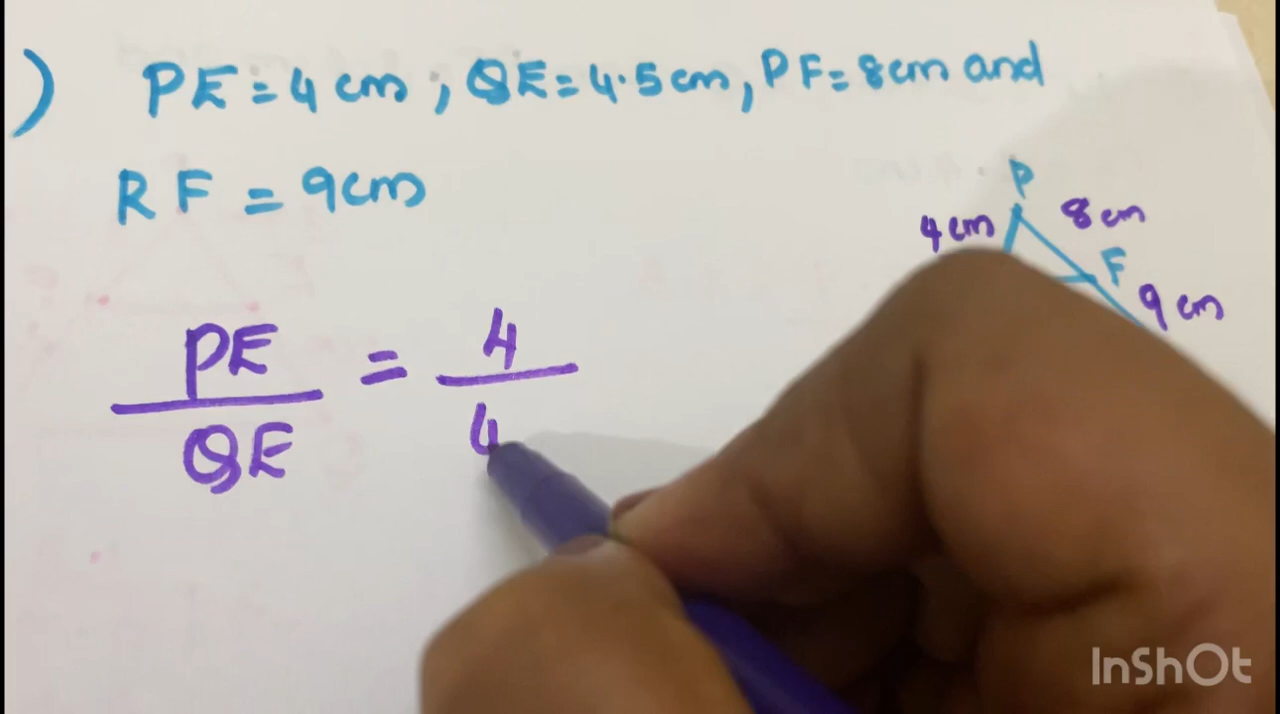 ) PE = 4 cm ; QE = 4.5 cm, PF = 8 cm and
RF = 9 cm
P
4 cm
8 cm
F
9 cm
PE
QE
=
4
4
InShOt